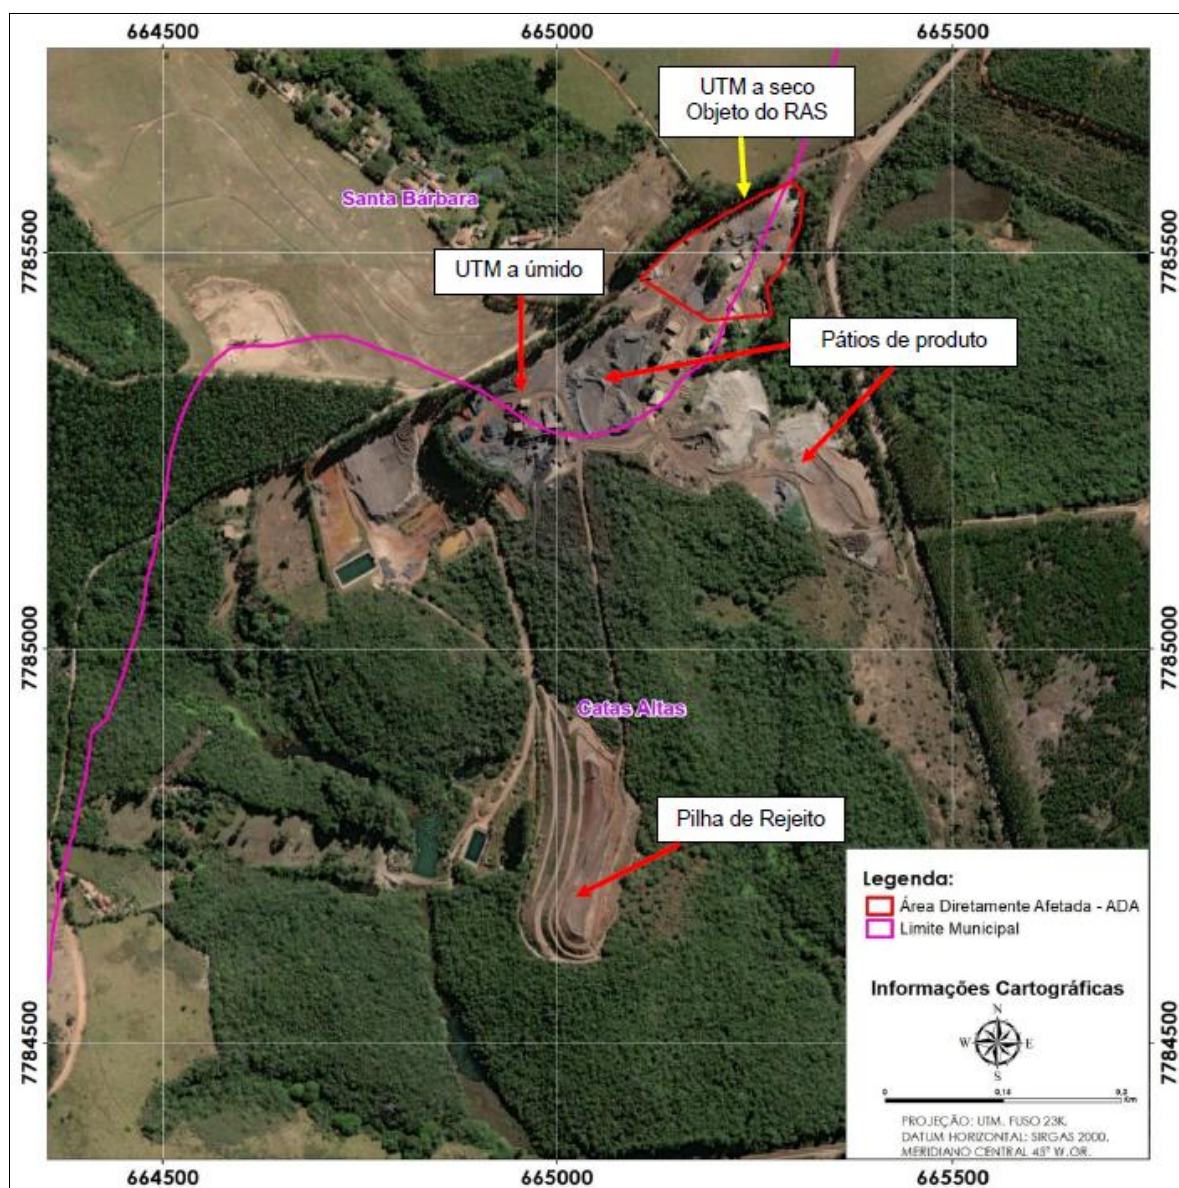 664500 665000 665500
UTM a seco
Objeto do RAS
Santa Bárbara
7785500 7785500
UTM a úmido
Pátios de produto
7785000 7785000
Catas Altas
Pilha de Rejeito
Legenda:
Área Diretamente Afetada - ADA
Limite Municipal
Informações Cartográficas
N
W E
S
7784500 7784500
0 0,15 0,3
Km
PROJEÇÃO: UTM. FUSO 23K.
DATUM HORIZONTAL: SIRGAS 2000.
MERIDIANO CENTRAL 45° W.GR.
664500 665000 665500